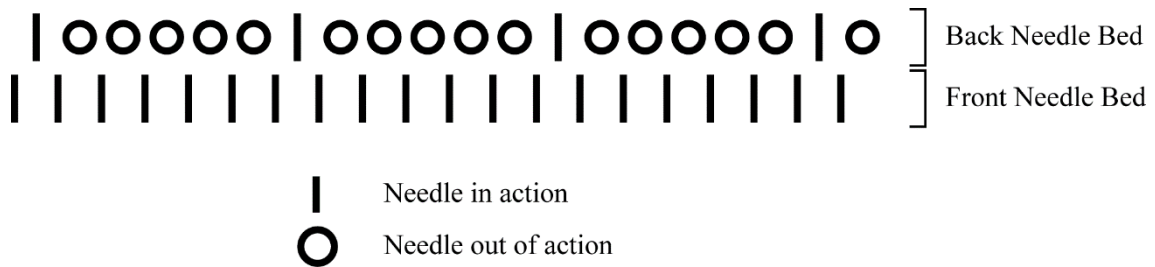 Back Needle Bed
Front Needle Bed
Needle in action
Needle out of action